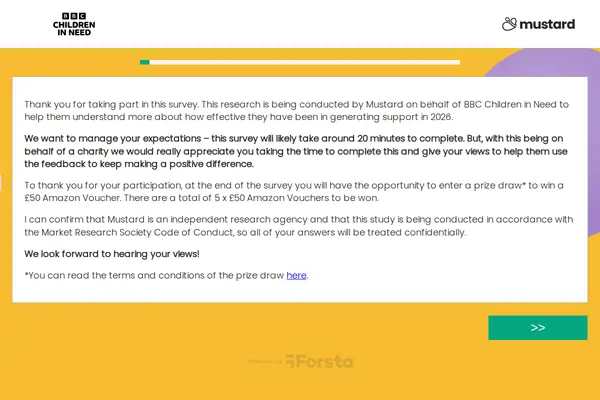 BBC
CHILDREN
IN NEED
mustard
Thank you for taking part in this survey. This research is being conducted by Mustard on behalf of BBC Children in Need to
help them understand more about how effective they have been in generating support in 2026.
We want to manage your expectations – this survey will likely take around 20 minutes to complete. But, with this being on
behalf of a charity we would really appreciate you taking the time to complete this and give your views to help them use
the feedback to keep making a positive difference.
To thank you for your participation, at the end of the survey you will have the opportunity to enter a prize draw* to win a
£50 Amazon Voucher. There are a total of 5 x £50 Amazon Vouchers to be won.
I can confirm that Mustard is an independent research agency and that this study is being conducted in accordance with
the Market Research Society Code of Conduct, so all of your answers will be treated confidentially.
We look forward to hearing your views!
*You can read the terms and conditions of the prize draw here.
>>
Powered by Forsta